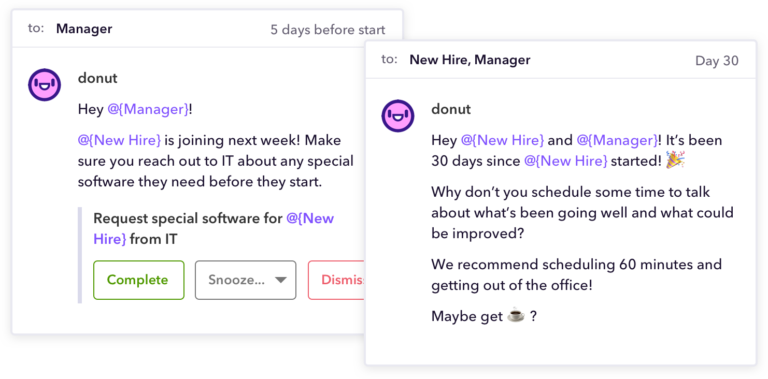 to: Manager 5 days before start
donut
Hey @{Manager}!
@{New Hire} is joining next week! Make
sure you reach out to IT about any special
software they need before they start.
Request special software for @{New
Hire} from IT
Complete Snooze...
to: New Hire, Manager Day 30
donut
Hey @{New Hire} and @{Manager}! It’s been
30 days since @{New Hire} started! 🎉
Why don’t you schedule some time to talk
about what’s been going well and what could
be improved?
We recommend scheduling 60 minutes and
getting out of the office!
Maybe get ☕ ?